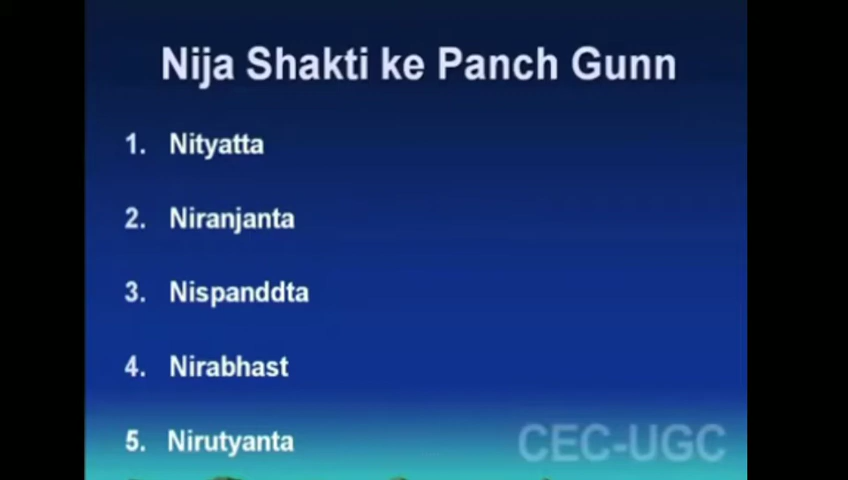 Nija Shakti ke Panch Gunn
1. Nityatta
2. Niranjanta
3. Nispanddta
4. Nirabhast
5. Nirutyanta
CEC-UGC